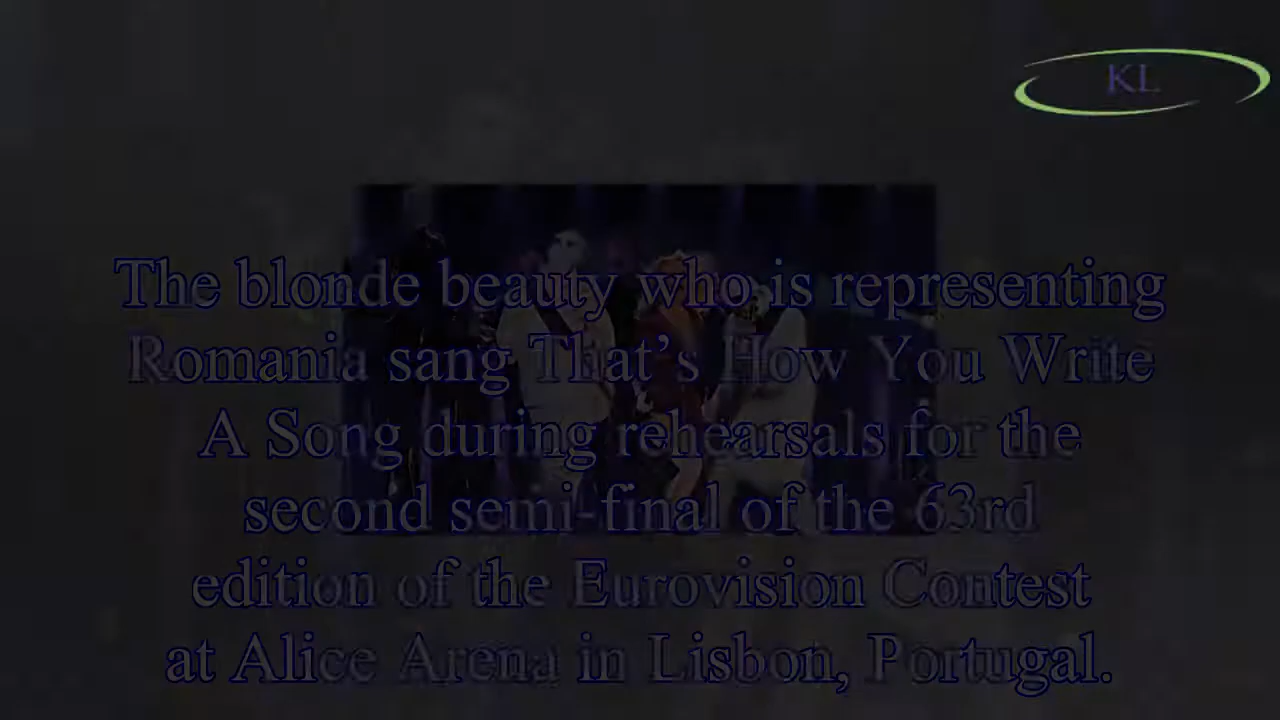 KL
The blonde beauty who is representing
Romania sang That’s How You Write
A Song during rehearsals for the
second semi-final of the 63rd
edition of the Eurovision Contest
at Alice Arena in Lisbon, Portugal.